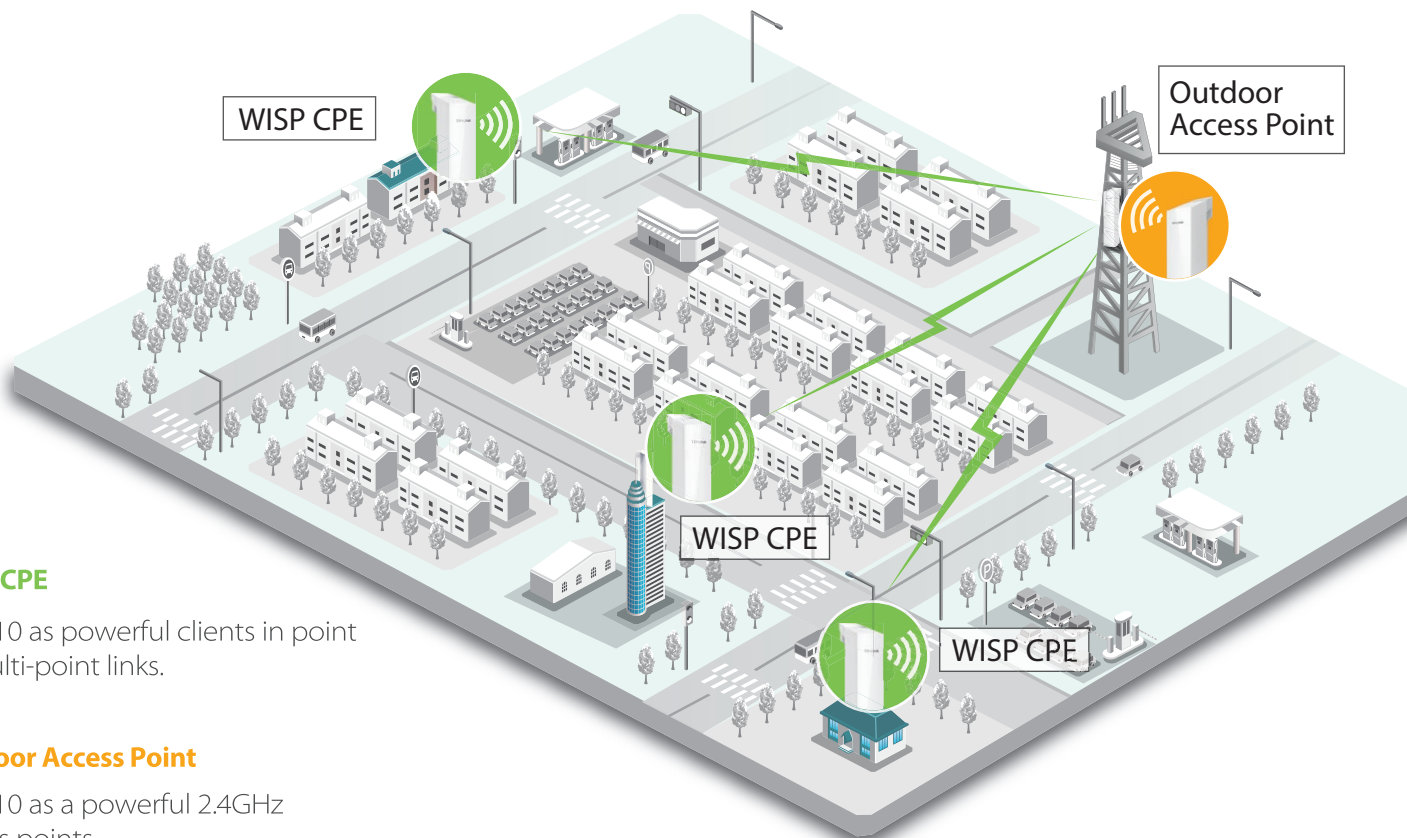 WISP CPE
Outdoor
Access Point
WISP CPE
WISP CPE
CPE
10 as powerful clients in point
lti-point links.
oor Access Point
10 as a powerful 2.4GHz
s points